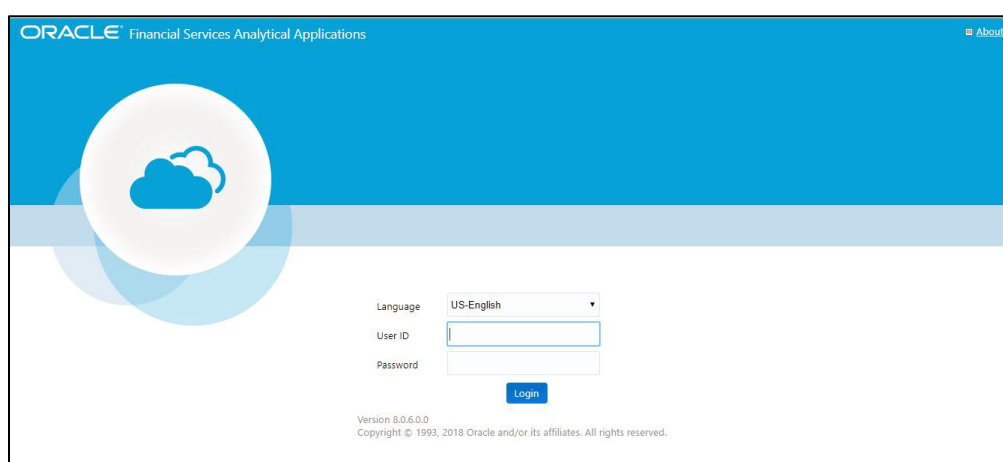 ORACLE® Financial Services Analytical Applications
About
Language US-English
User ID
Password
Login
Version 8.0.6.0.0
Copyright © 1993, 2018 Oracle and/or its affiliates. All rights reserved.